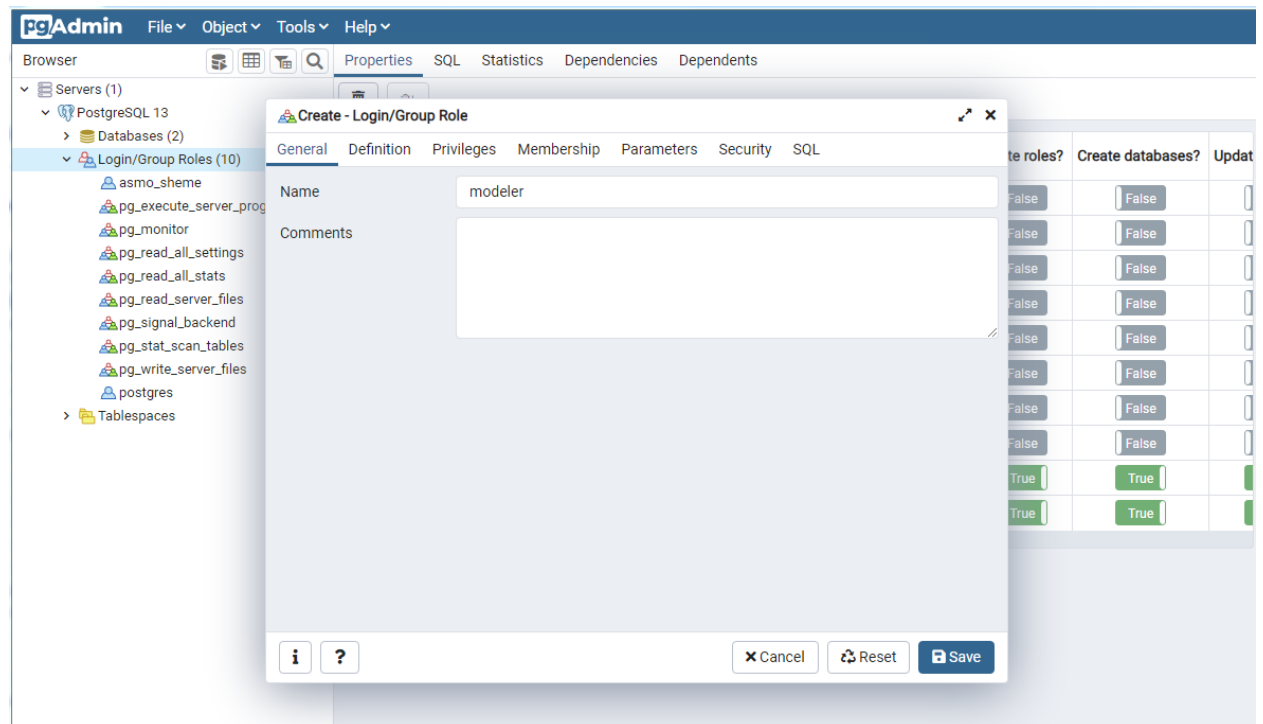 pgAdmin File Object Tools Help
Browser Properties SQL Statistics Dependencies Dependents
Servers (1)
PostgreSQL 13
Databases (2)
Login/Group Roles (10)
asmo_sheme
pg_execute_server_prog
pg_monitor
pg_read_all_settings
pg_read_all_stats
pg_read_server_files
pg_signal_backend
pg_stat_scan_tables
pg_write_server_files
postgres
Tablespaces
Create - Login/Group Role
General Definition Privileges Membership Parameters Security SQL
Name modeler
Comments
i ? Cancel Reset Save
te roles? Create databases? Updat
False False
False False
False False
False False
False False
False False
False False
False False
True True
True True